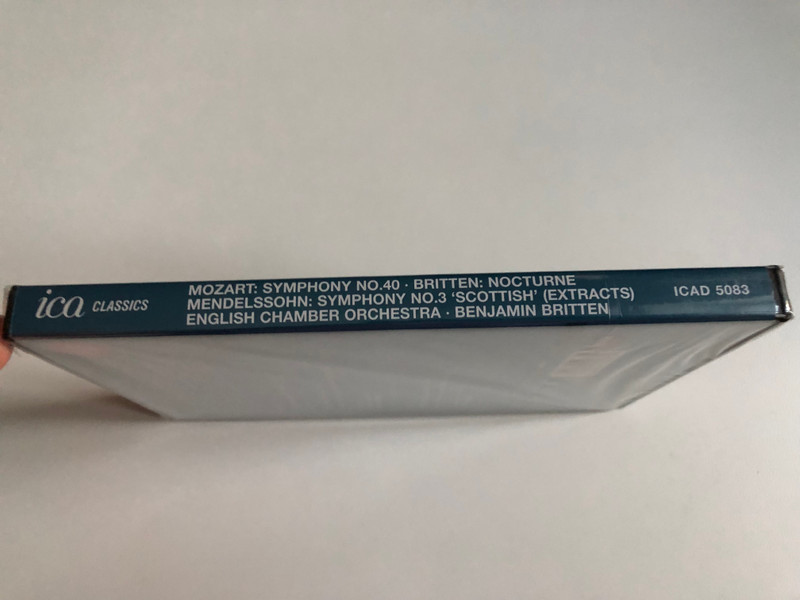 ica CLASSICS
MOZART: SYMPHONY NO.40 · BRITTEN: NOCTURNE
MENDELSSOHN: SYMPHONY NO.3 ‘SCOTTISH’ (EXTRACTS)
ENGLISH CHAMBER ORCHESTRA · BENJAMIN BRITTEN
ICAD 5083